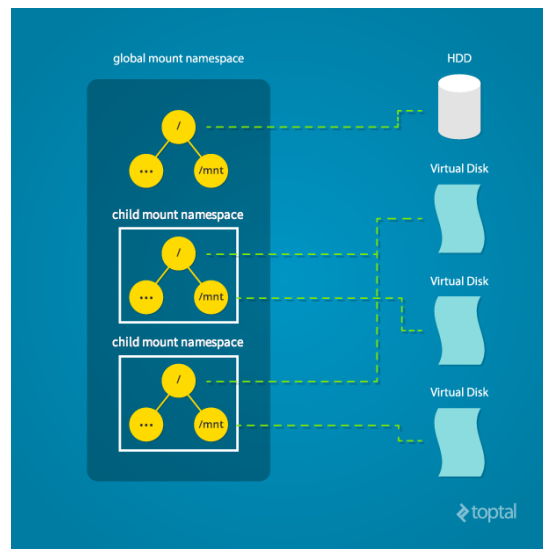 global mount namespace
HDD
/
...
/mnt
Virtual Disk
child mount namespace
/
...
/mnt
Virtual Disk
child mount namespace
/
...
/mnt
Virtual Disk
toptal